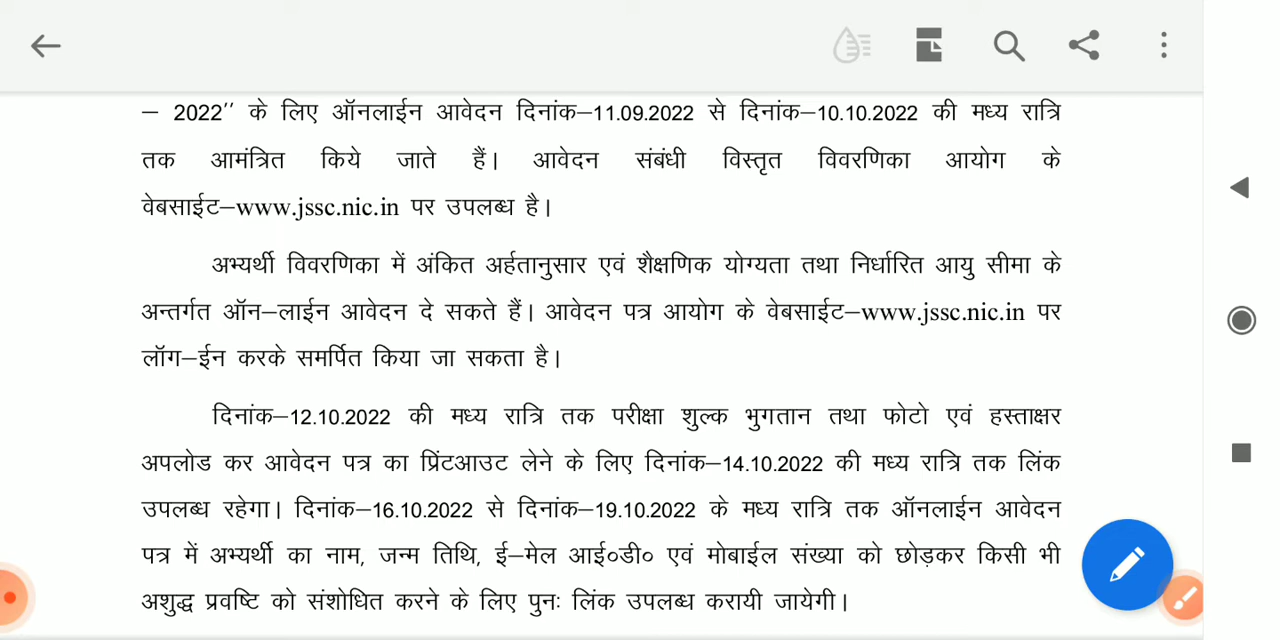 – 2022’’ के लिए ऑनलाईन आवेदन दिनांक–11.09.2022 से दिनांक–10.10.2022 की मध्य रात्रि
तक आमंत्रित किये जाते हैं। आवेदन संबंधी विस्तृत विवरणिका आयोग के
वेबसाईट–www.jssc.nic.in पर उपलब्ध है।
अभ्यर्थी विवरणिका में अंकित अर्हतानुसार एवं शैक्षणिक योग्यता तथा निर्धारित आयु सीमा के
अन्तर्गत ऑन–लाईन आवेदन दे सकते हैं। आवेदन पत्र आयोग के वेबसाईट–www.jssc.nic.in पर
लॉग–ईन करके समर्पित किया जा सकता है।
दिनांक–12.10.2022 की मध्य रात्रि तक परीक्षा शुल्क भुगतान तथा फोटो एवं हस्ताक्षर
अपलोड कर आवेदन पत्र का प्रिंटआउट लेने के लिए दिनांक–14.10.2022 की मध्य रात्रि तक लिंक
उपलब्ध रहेगा। दिनांक–16.10.2022 से दिनांक–19.10.2022 के मध्य रात्रि तक ऑनलाईन आवेदन
पत्र में अभ्यर्थी का नाम, जन्म तिथि, ई–मेल आई०डी० एवं मोबाईल संख्या को छोड़कर किसी भी
अशुद्ध प्रविष्टि को संशोधित करने के लिए पुनः लिंक उपलब्ध करायी जायेगी।